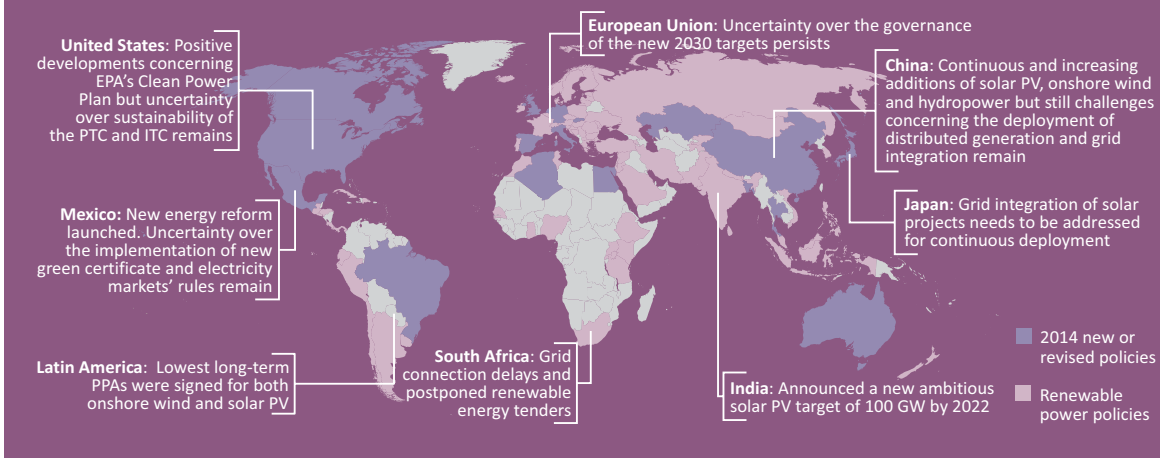 United States: Positive
developments concerning
EPA's Clean Power
Plan but uncertainty
over sustainability of
the PTC and ITC remains
European Union: Uncertainty over the governance
of the new 2030 targets persists
China: Continuous and increasing
additions of solar PV, onshore wind
and hydropower but still challenges
concerning the deployment of
distributed generation and grid
integration remain
Mexico: New energy reform
launched. Uncertainty over
the implementation of new
green certificate and electricity
markets' rules remain
Japan: Grid integration of solar
projects needs to be addressed
for continuous deployment
Latin America: Lowest long-term
PPAs were signed for both
onshore wind and solar PV
South Africa: Grid
connection delays and
postponed renewable
energy tenders
India: Announced a new ambitious
solar PV target of 100 GW by 2022
2014 new or
revised policies
Renewable
power policies